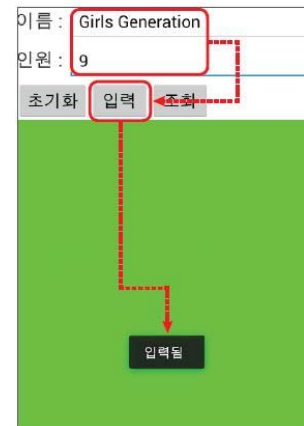 이름 : Girls Generation
인원 : 9
초기화 입력 조회
입력됨